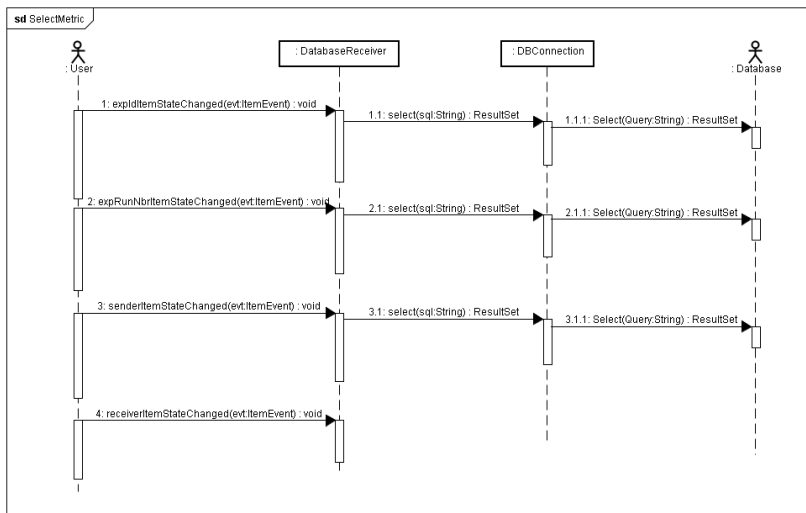 sd SelectMetric
: User
: DatabaseReceiver
: DBConnection
: Database
1: expIdItemStateChanged(evt:ItemEvent) : void
1.1: select(sql:String) : ResultSet
1.1.1: Select(Query:String) : ResultSet
2: expRunNbrItemStateChanged(evt:ItemEvent) : void
2.1: select(sql:String) : ResultSet
2.1.1: Select(Query:String) : ResultSet
3: senderItemStateChanged(evt:ItemEvent) : void
3.1: select(sql:String) : ResultSet
3.1.1: Select(Query:String) : ResultSet
4: receiverItemStateChanged(evt:ItemEvent) : void